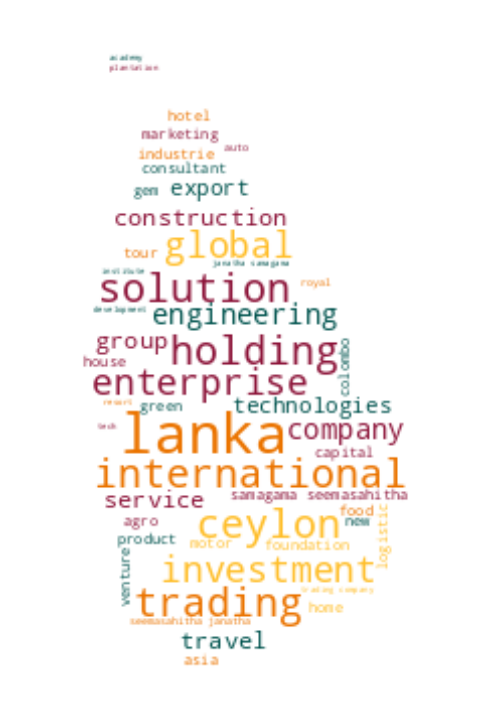 academy
plantation
hotel
marketing
auto
industrie
consultant
gem export
construction
tour global
janatha samagama
institute
solution royal
development engineering
group holding
colombo
house
enterprise
resort green technologies
tech lanka company
capital
international
service samagama seemasahitha
food
agro ceylon new
logistic
product motor foundation
venture
investment
trading company
trading home
seemasahitha janatha
travel
asia